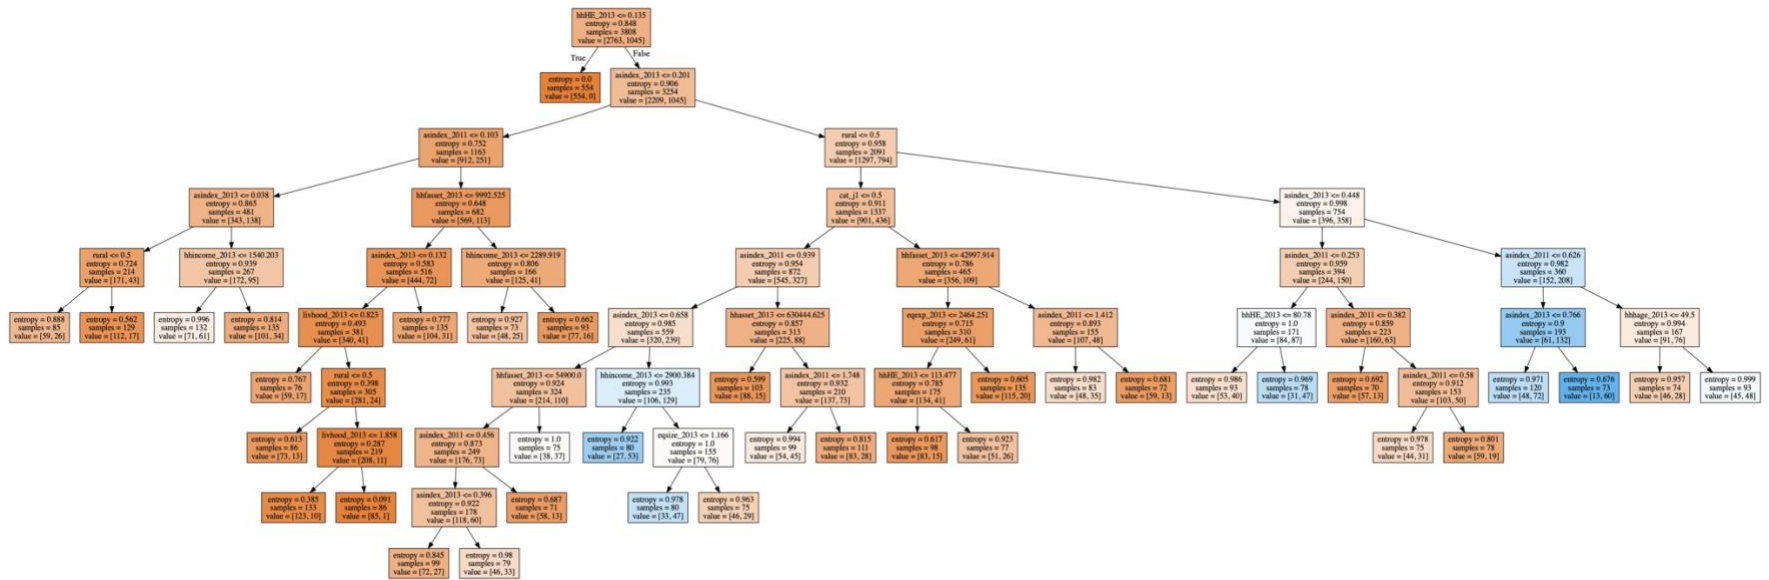 hhHE_2013 <= 0.135
entropy = 0.848
samples = 3808
value = [2763, 1045]
True
False
entropy = 0.0
samples = 554
value = [554, 0]
asindex_2013 <= 0.201
entropy = 0.906
samples = 3254
value = [2209, 1045]
asindex_2011 <= 0.103
entropy = 0.752
samples = 1163
value = [912, 251]
rural <= 0.5
entropy = 0.958
samples = 2091
value = [1297, 794]
asindex_2013 <= 0.038
entropy = 0.865
samples = 481
value = [343, 138]
hhfasset_2013 <= 9992.525
entropy = 0.648
samples = 682
value = [569, 113]
cat_j1 <= 0.5
entropy = 0.911
samples = 1337
value = [901, 436]
asindex_2013 <= 0.448
entropy = 0.998
samples = 754
value = [396, 358]
rural <= 0.5
entropy = 0.724
samples = 214
value = [171, 43]
hhincome_2013 <= 1540.203
entropy = 0.939
samples = 267
value = [172, 95]
asindex_2013 <= 0.132
entropy = 0.583
samples = 516
value = [444, 72]
hhincome_2013 <= 2289.919
entropy = 0.806
samples = 166
value = [125, 41]
asindex_2011 <= 0.939
entropy = 0.954
samples = 872
value = [545, 327]
hhfasset_2013 <= 42997.914
entropy = 0.786
samples = 465
value = [356, 109]
asindex_2011 <= 0.253
entropy = 0.959
samples = 394
value = [244, 150]
asindex_2011 <= 0.626
entropy = 0.982
samples = 360
value = [152, 208]
entropy = 0.888
samples = 85
value = [59, 26]
entropy = 0.562
samples = 129
value = [112, 17]
entropy = 0.996
samples = 132
value = [71, 61]
entropy = 0.814
samples = 135
value = [101, 34]
livhood_2013 <= 0.823
entropy = 0.493
samples = 381
value = [340, 41]
entropy = 0.777
samples = 135
value = [104, 31]
entropy = 0.927
samples = 73
value = [48, 25]
entropy = 0.662
samples = 93
value = [77, 16]
asindex_2013 <= 0.658
entropy = 0.985
samples = 559
value = [320, 239]
hhasset_2013 <= 630444.625
entropy = 0.857
samples = 313
value = [225, 88]
eqexp_2013 <= 2464.251
entropy = 0.715
samples = 310
value = [249, 61]
asindex_2011 <= 1.412
entropy = 0.893
samples = 155
value = [107, 48]
hhHE_2013 <= 80.78
entropy = 1.0
samples = 171
value = [84, 87]
asindex_2011 <= 0.382
entropy = 0.859
samples = 223
value = [160, 63]
asindex_2013 <= 0.766
entropy = 0.9
samples = 193
value = [61, 132]
hhhage_2013 <= 49.5
entropy = 0.994
samples = 167
value = [91, 76]
entropy = 0.767
samples = 76
value = [59, 17]
rural <= 0.5
entropy = 0.398
samples = 305
value = [281, 24]
hhfasset_2013 <= 54900.0
entropy = 0.924
samples = 324
value = [214, 110]
hhincome_2013 <= 2900.384
entropy = 0.993
samples = 235
value = [106, 129]
entropy = 0.599
samples = 103
value = [88, 15]
asindex_2011 <= 1.748
entropy = 0.932
samples = 210
value = [137, 73]
hhHE_2013 <= 113.477
entropy = 0.785
samples = 175
value = [134, 41]
entropy = 0.605
samples = 135
value = [115, 20]
entropy = 0.982
samples = 83
value = [48, 35]
entropy = 0.681
samples = 72
value = [59, 13]
entropy = 0.986
samples = 93
value = [53, 40]
entropy = 0.969
samples = 78
value = [31, 47]
entropy = 0.692
samples = 70
value = [57, 13]
asindex_2011 <= 0.58
entropy = 0.912
samples = 153
value = [103, 50]
entropy = 0.971
samples = 120
value = [48, 72]
entropy = 0.676
samples = 73
value = [13, 60]
entropy = 0.957
samples = 74
value = [46, 28]
entropy = 0.999
samples = 93
value = [45, 48]
entropy = 0.613
samples = 86
value = [73, 13]
livhood_2013 <= 1.858
entropy = 0.287
samples = 219
value = [208, 11]
asindex_2011 <= 0.456
entropy = 0.873
samples = 249
value = [176, 73]
entropy = 1.0
samples = 75
value = [38, 37]
entropy = 0.922
samples = 80
value = [27, 53]
eqsize_2013 <= 1.166
entropy = 1.0
samples = 155
value = [79, 76]
entropy = 0.994
samples = 99
value = [54, 45]
entropy = 0.815
samples = 111
value = [83, 28]
entropy = 0.617
samples = 98
value = [83, 15]
entropy = 0.923
samples = 77
value = [51, 26]
entropy = 0.978
samples = 75
value = [44, 31]
entropy = 0.801
samples = 78
value = [59, 19]
entropy = 0.385
samples = 133
value = [123, 10]
entropy = 0.091
samples = 86
value = [85, 1]
asindex_2013 <= 0.396
entropy = 0.922
samples = 178
value = [118, 60]
entropy = 0.687
samples = 71
value = [58, 13]
entropy = 0.978
samples = 80
value = [33, 47]
entropy = 0.963
samples = 75
value = [46, 29]
entropy = 0.845
samples = 99
value = [72, 27]
entropy = 0.98
samples = 79
value = [46, 33]